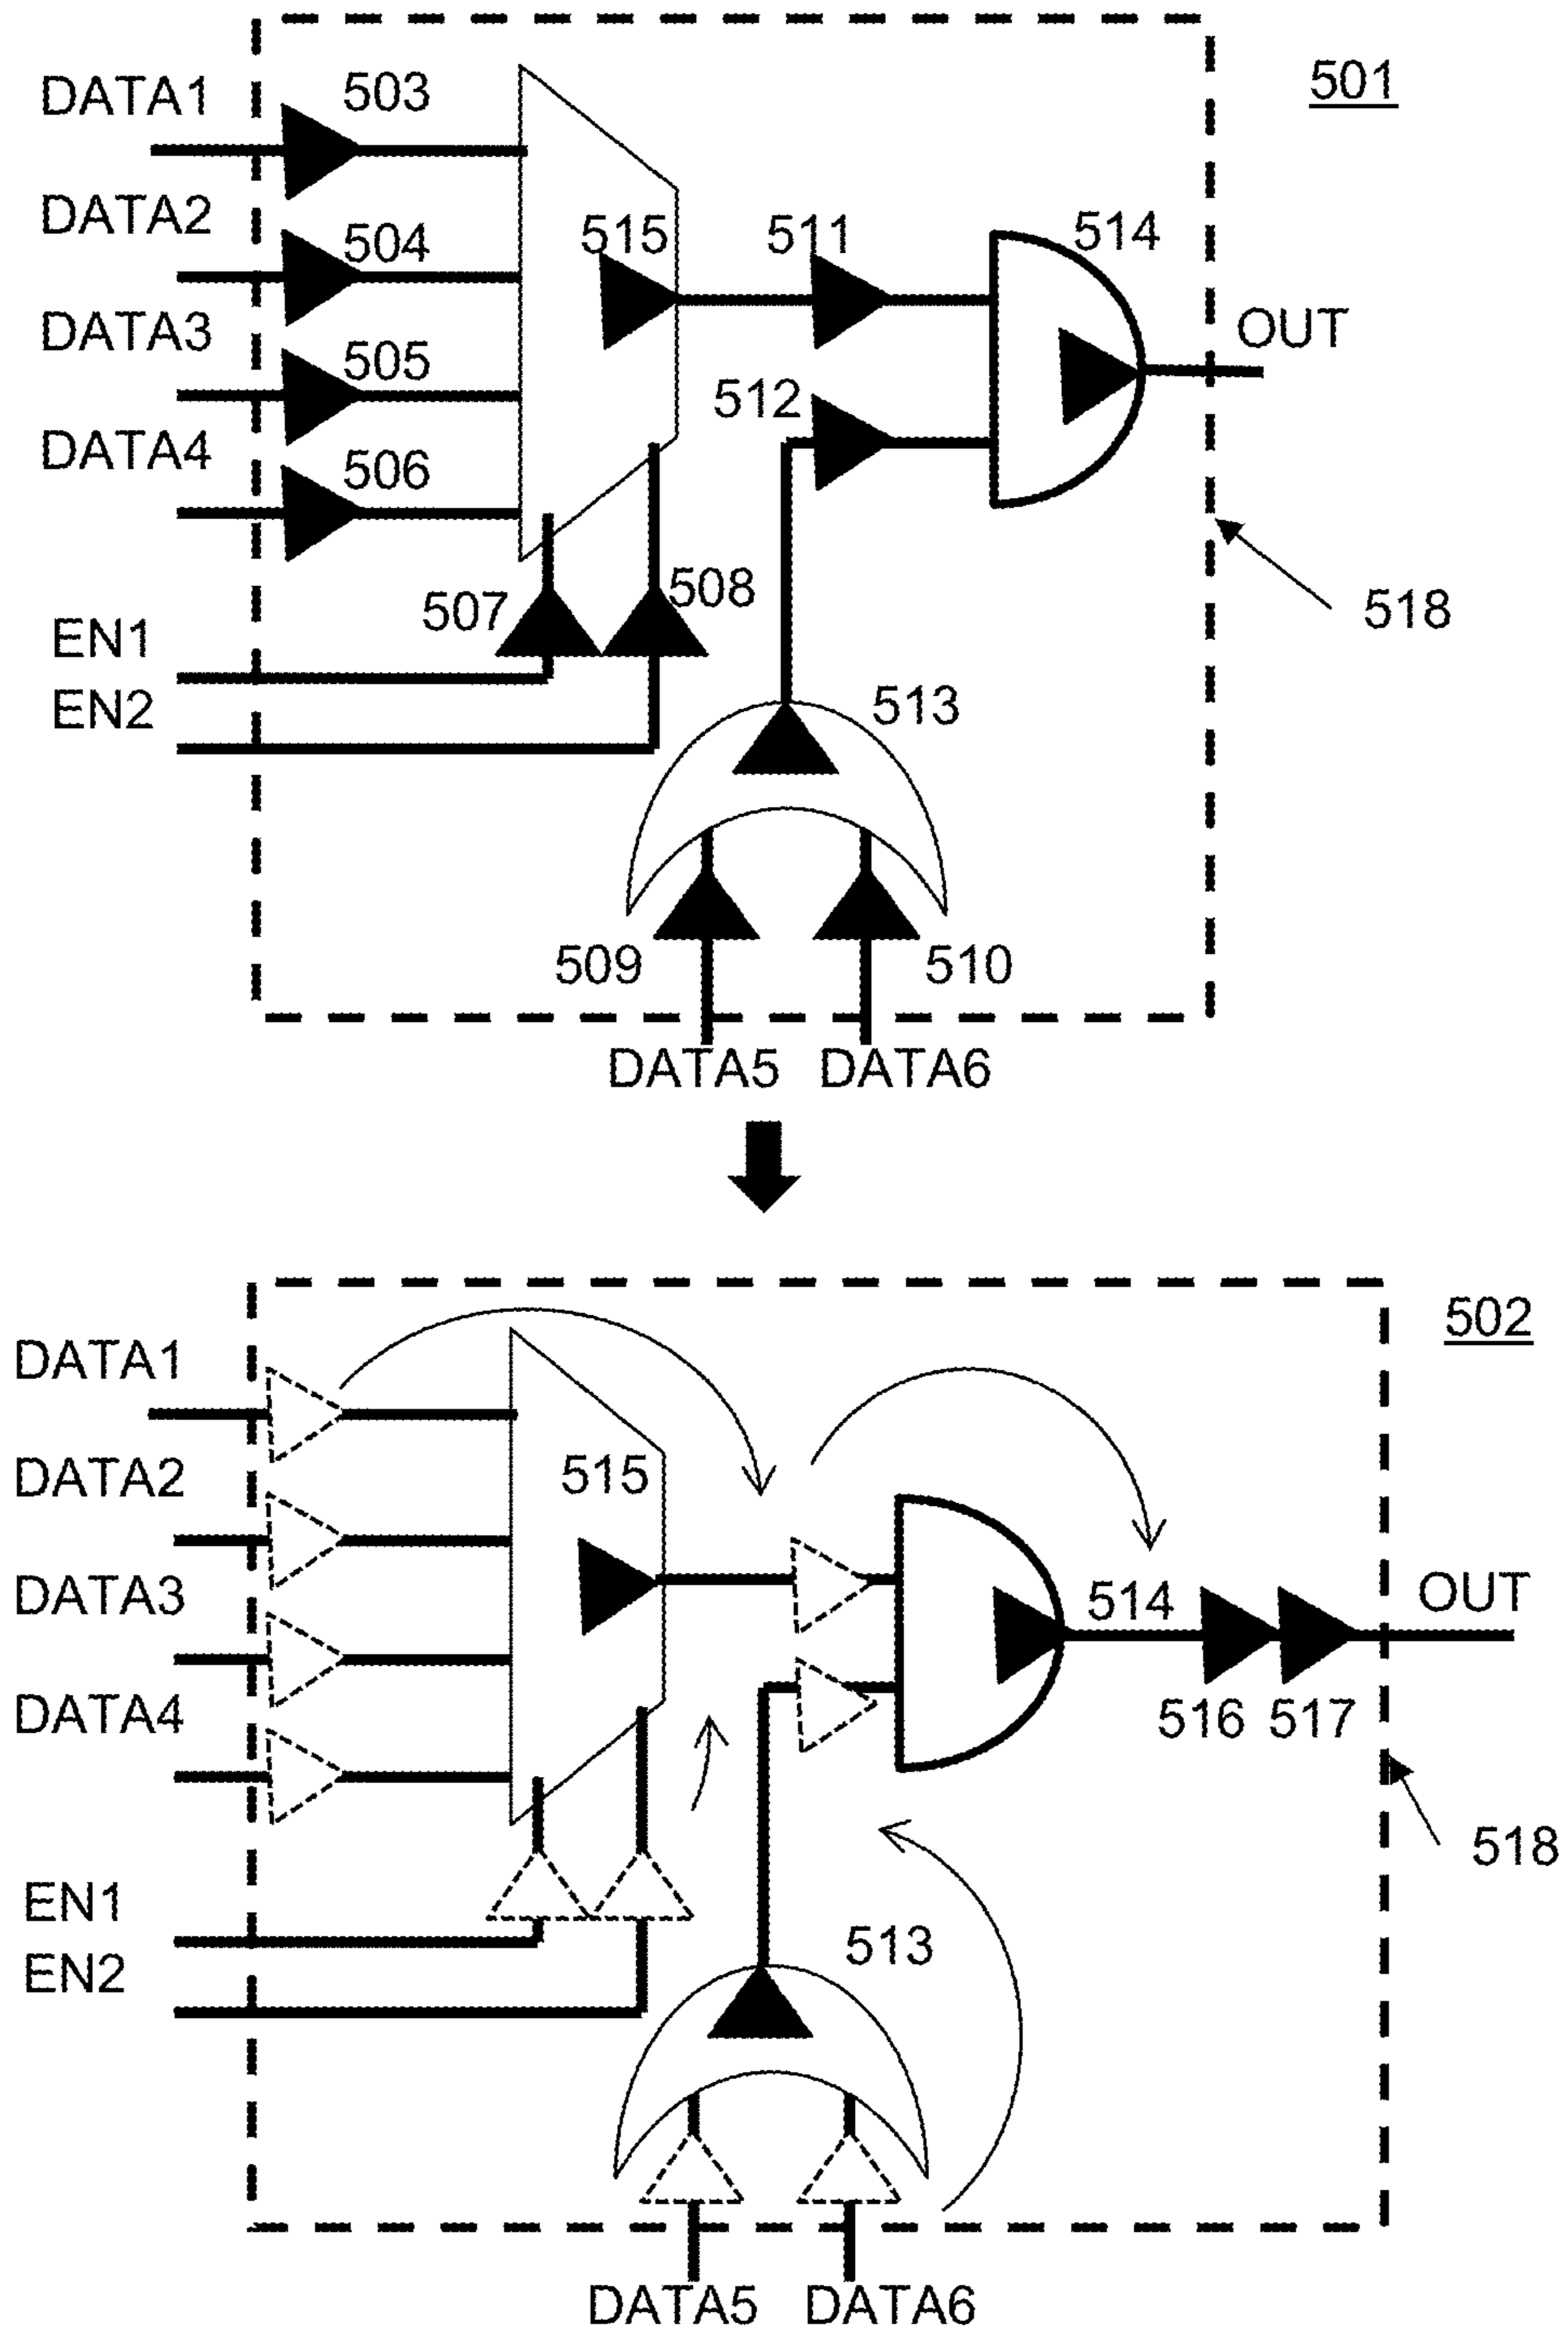 501
DATA1
503
DATA2
504
515
511
514
DATA3
OUT
505
512
DATA4
506
507
508
518
EN1
EN2
513
509
510
DATA5
DATA6
502
DATA1
DATA2
515
DATA3
514
OUT
DATA4
516
517
518
EN1
513
EN2
DATA5
DATA6